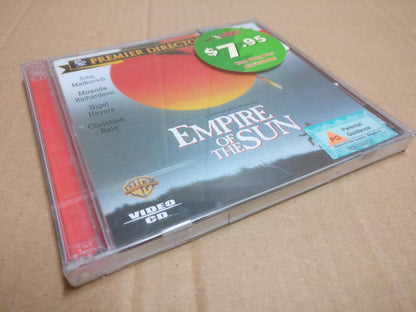 PREMIER DIRECTO
$7.95
John
Malkovich
Miranda
Richardson
Nigel
Havers
Christian
Bale
EMPIRE
OF
THE SUN
PG
Parental
Guidance
VIDEO
CD